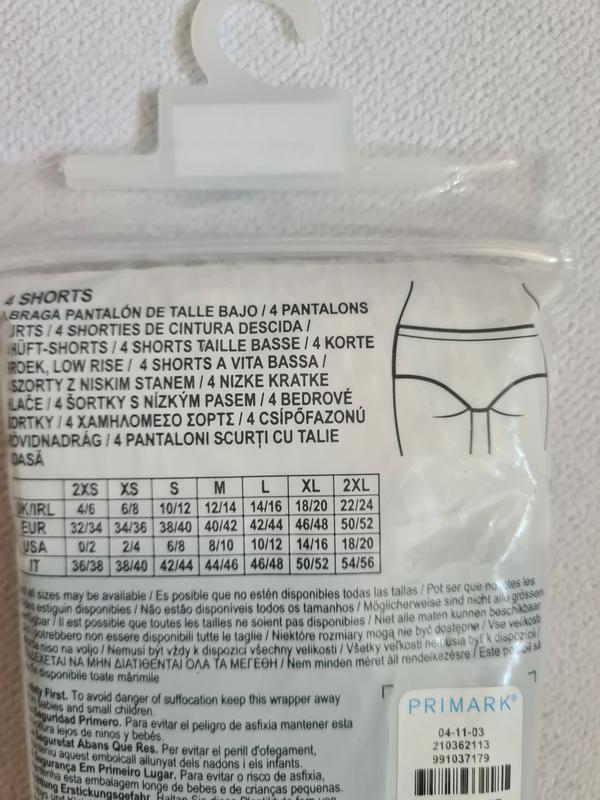 4 SHORTS
BRAGA PANTALÓN DE TALLE BAJO / 4 PANTALONS
URTS / 4 SHORTIES DE CINTURA DESCIDA /
HÜFT-SHORTS / 4 SHORTS TAILLE BASSE / 4 KORTE
ROEK, LOW RISE / 4 SHORTS A VITA BASSA /
SZORTY Z NISKIM STANEM / 4 NIZKE KRATKE
LAČE / 4 ŠORTKY S NÍZKÝM PASEM / 4 BEDROVÉ
ORTKY / 4 ΧΑΜΗΛΟΜΕΣΟ ΣΟΡΤΣ / 4 CSÍPŐFAZONÚ
ÖVIDNADRÁG / 4 PANTALONI SCURȚI CU TALIE
OASĂ
2XS XS S M L XL 2XL
UK/IRL 4/6 6/8 10/12 12/14 14/16 18/20 22/24
EUR 32/34 34/36 38/40 40/42 42/44 46/48 50/52
USA 0/2 2/4 6/8 8/10 10/12 14/16 18/20
IT 36/38 38/40 42/44 44/46 46/48 50/52 54/56
all sizes may be available / Es posible que no estén disponibles todas las tallas / Pot ser que no totes les
estiguin disponibles / Não estão disponíveis todos os tamanhos / Möglicherweise sind nicht alle grössen
/ Il est possible que toutes les tailles ne soient pas disponibles / Niet alle maten kunnen beschikbaar
potrebbero non essere disponibili tutte le taglie / Niektóre rozmiary mogą nie być dostępne / Vse velikosti
niso na voljo / Nemusí být vždy k dispozici všechny velikosti / Všetky veľkosti nemusia byť k dispozícii /
ΝΑ ΜΗΝ ΔΙΑΤΙΘΕΝΤΑΙ ΟΛΑ ΤΑ ΜΕΓΕΘΗ / Nem minden méret áll rendelkezésre / Este posibil să
disponibile toate mărimiie
First. To avoid danger of suffocation keep this wrapper away
babies and small children.
Seguridad Primero. Para evitar el peligro de asfixia mantener esta
lejos de niños y bebés.
Seguretat Abans Que Res. Per evitar el perill d'ofegament,
aquest embolcall allunyat dels nadons i els infants.
Segurança Em Primeiro Lugar. Para evitar o risco de asfixia,
esta embalagem longe de bebés e de crianças pequenas.
Erstickungsgefahr.
PRIMARK®
04-11-03
210362113
991037179